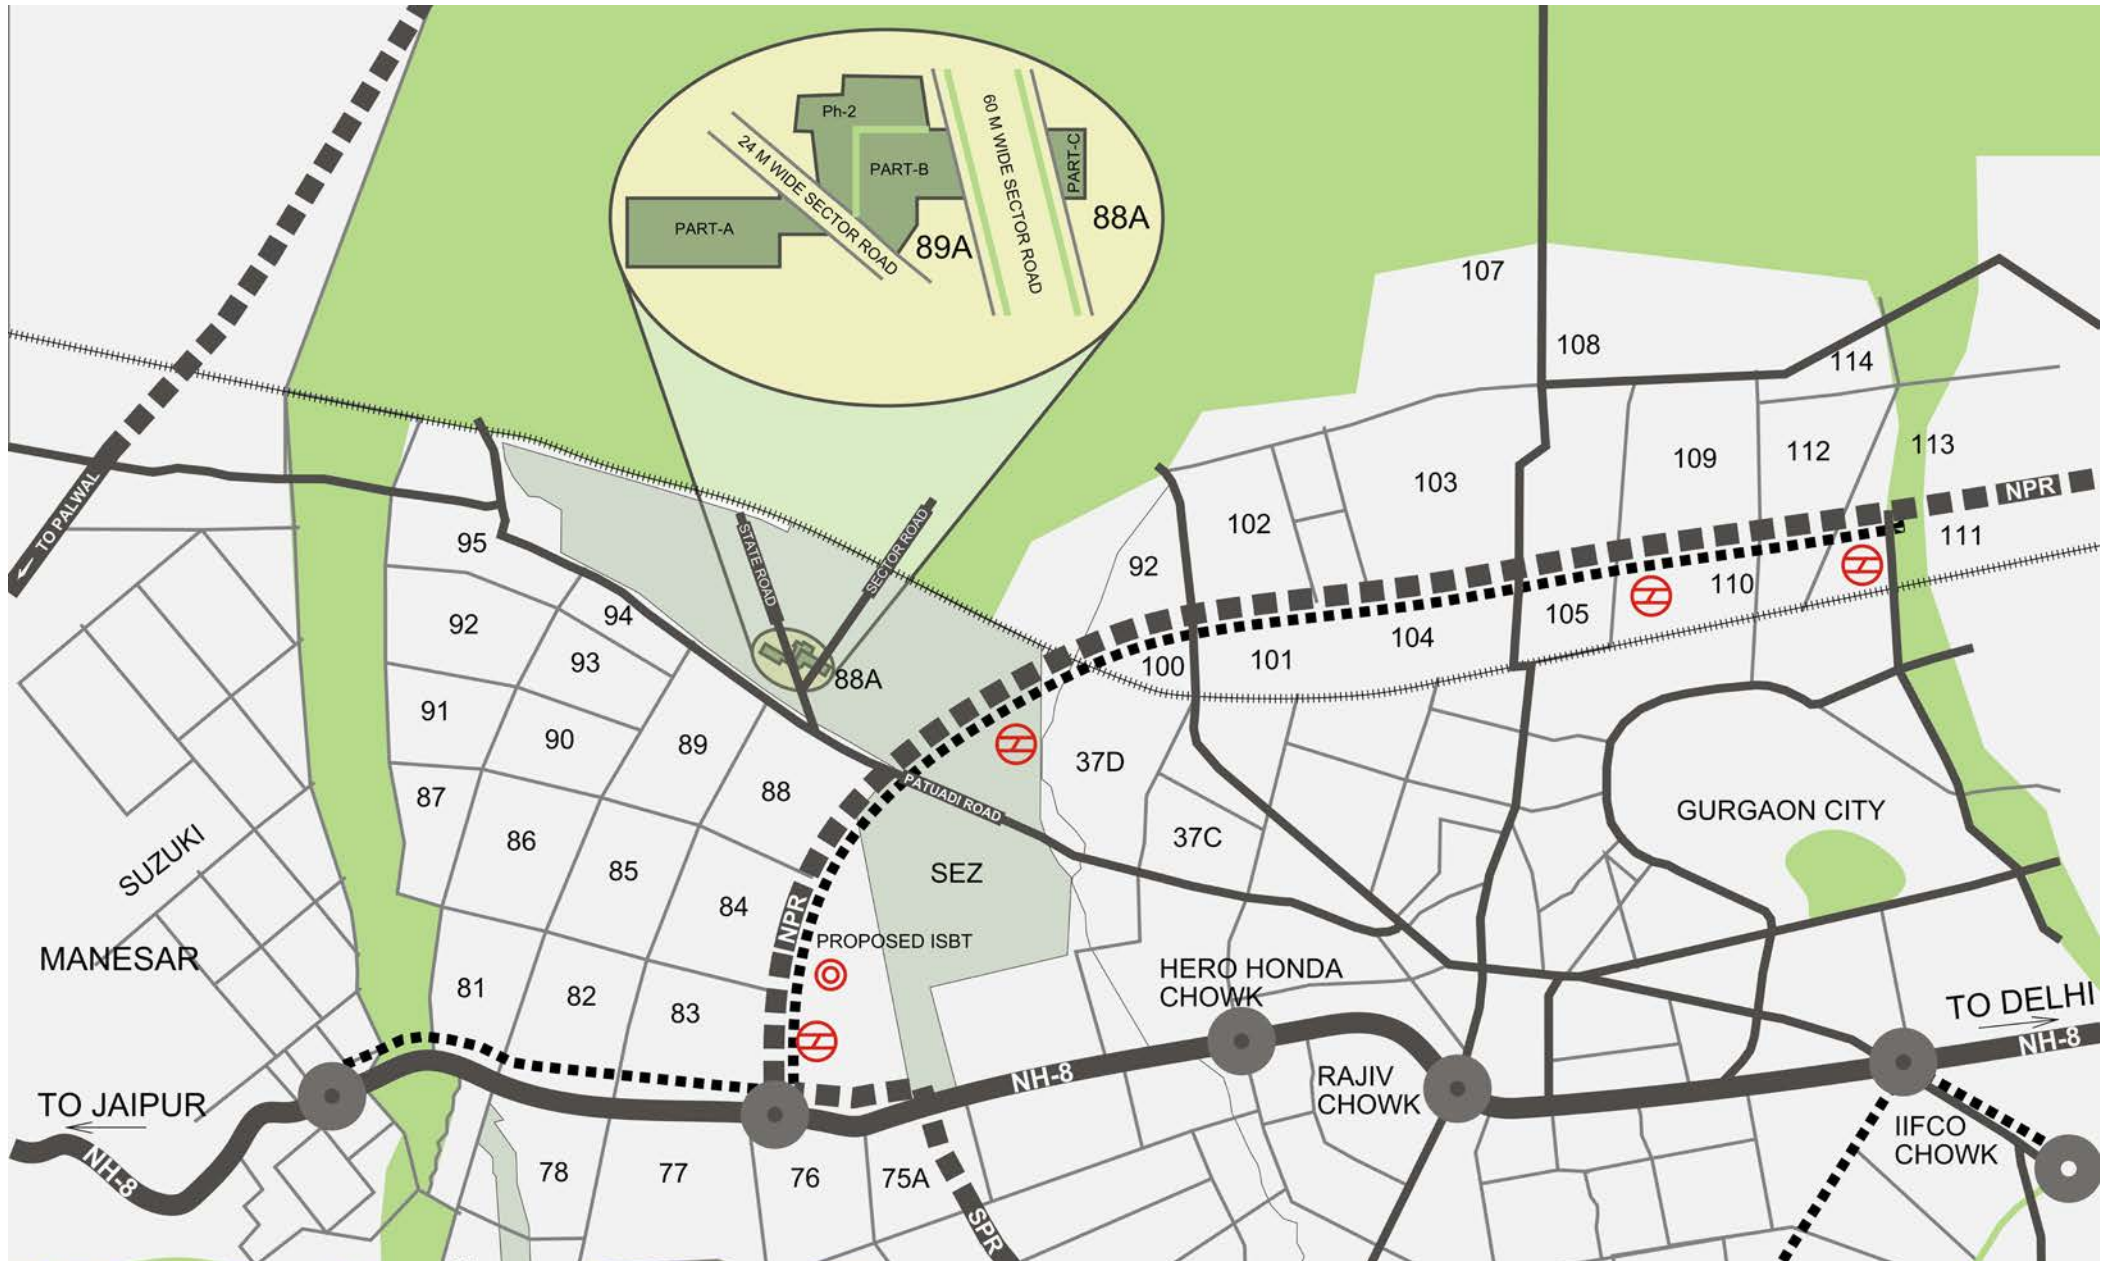 Ph-2
24 M WIDE SECTOR ROAD
PART-B
PART-A
60 M WIDE SECTOR ROAD
PART-C
88A
89A
107
108
114
109
112
113
103
102
92
NPR
111
110
105
104
101
100
TO PALWAL
STATE ROAD
SECTOR ROAD
95
94
92
93
88A
91
90
89
88
87
86
85
84
37D
37C
PATUADI ROAD
SEZ
GURGAON CITY
SUZUKI
MANESAR
NPR
PROPOSED ISBT
81
82
83
HERO HONDA
CHOWK
TO DELHI
NH-8
NH-8
RAJIV
CHOWK
TO JAIPUR
NH-8
IIFCO
CHOWK
78
77
76
75A
SPR